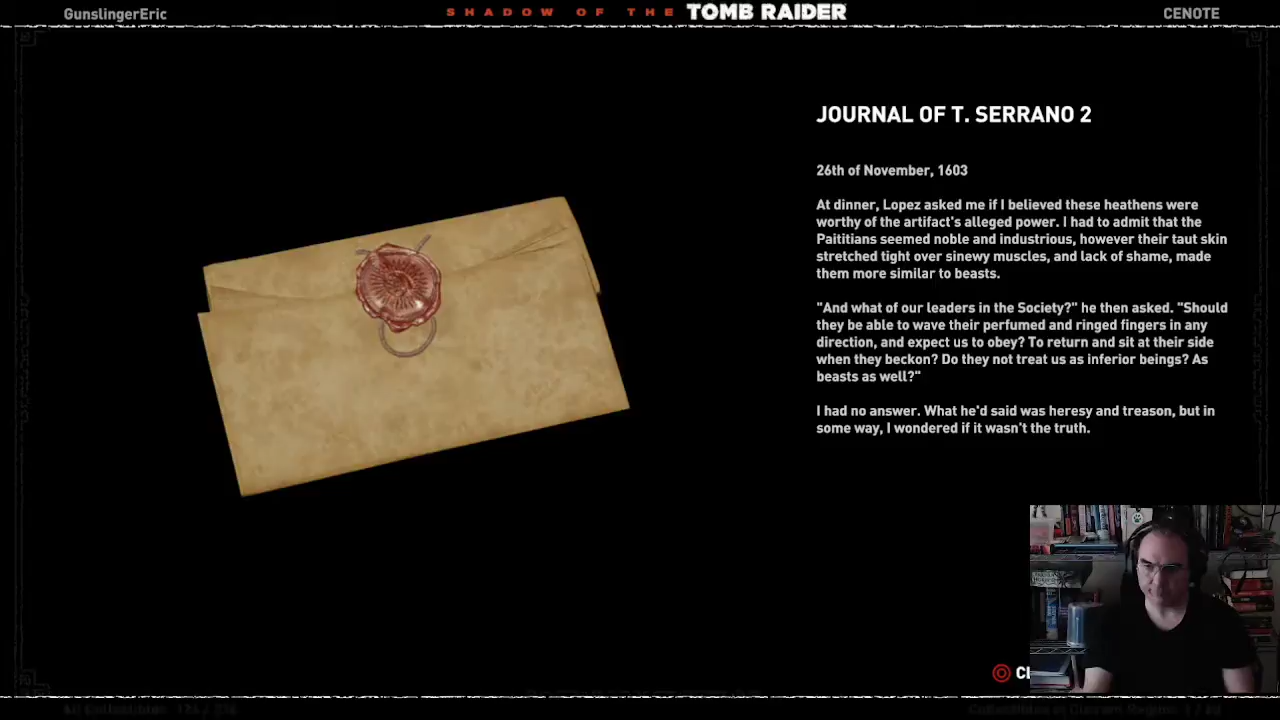 GunslingerEric
SHADOW OF THE TOMB RAIDER
CENOTE
JOURNAL OF T. SERRANO 2
26th of November, 1603
At dinner, Lopez asked me if I believed these heathens were
worthy of the artifact's alleged power. I had to admit that the
Paititians seemed noble and industrious, however their taut skin
stretched tight over sinewy muscles, and lack of shame, made
them more similar to beasts.
"And what of our leaders in the Society?" he then asked. "Should
they be able to wave their perfumed and ringed fingers in any
direction, and expect us to obey? To return and sit at their side
when they beckon? Do they not treat us as inferior beings? As
beasts as well?"
I had no answer. What he'd said was heresy and treason, but in
some way, I wondered if it wasn't the truth.